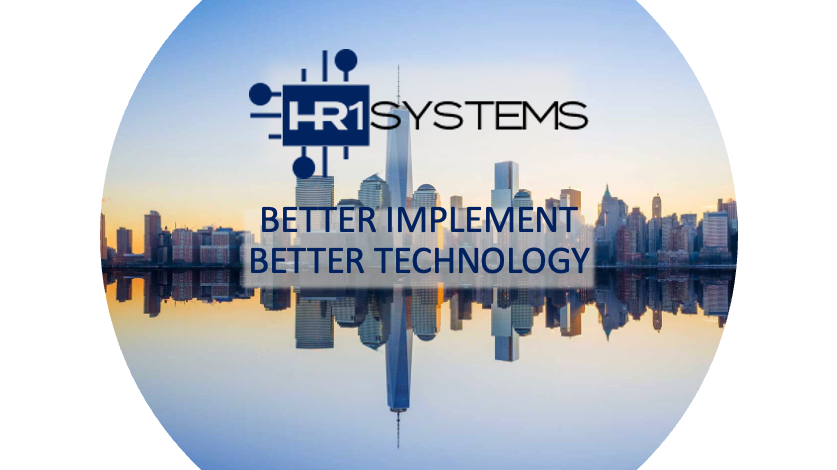 HR1SYSTEMS
BETTER IMPLEMENT
BETTER TECHNOLOGY